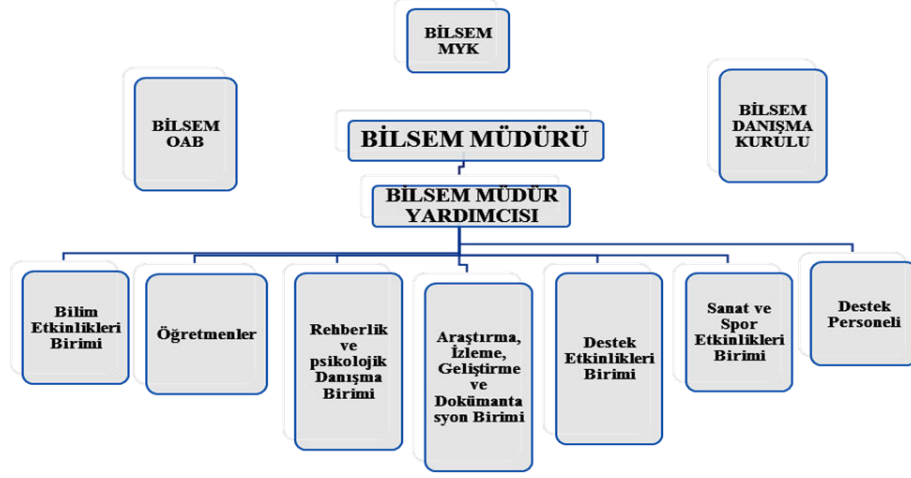 BİLSEM
MYK
BİLSEM
OAB
BİLSEM
DANIŞMA
KURULU
BİLSEM MÜDÜRÜ
BİLSEM MÜDÜR
YARDIMCISI
Bilim
Etkinlikleri
Birimi
Öğretmenler
Rehberlik
ve
psikolojik
Danışma
Birimi
Araştırma,
İzleme,
Geliştirme
ve
Dokümanta
syon Birimi
Destek
Etkinlikleri
Birimi
Sanat ve
Spor
Etkinlikleri
Birimi
Destek
Personeli